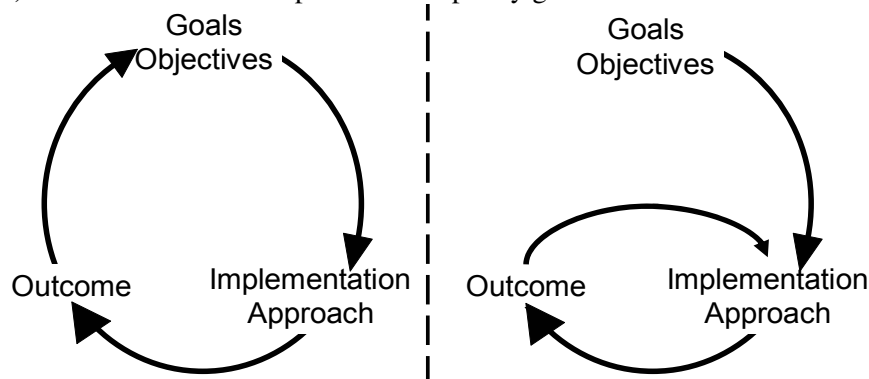 Goals
Objectives
Outcome
Implementation
Approach
Goals
Objectives
Outcome
Implementation
Approach